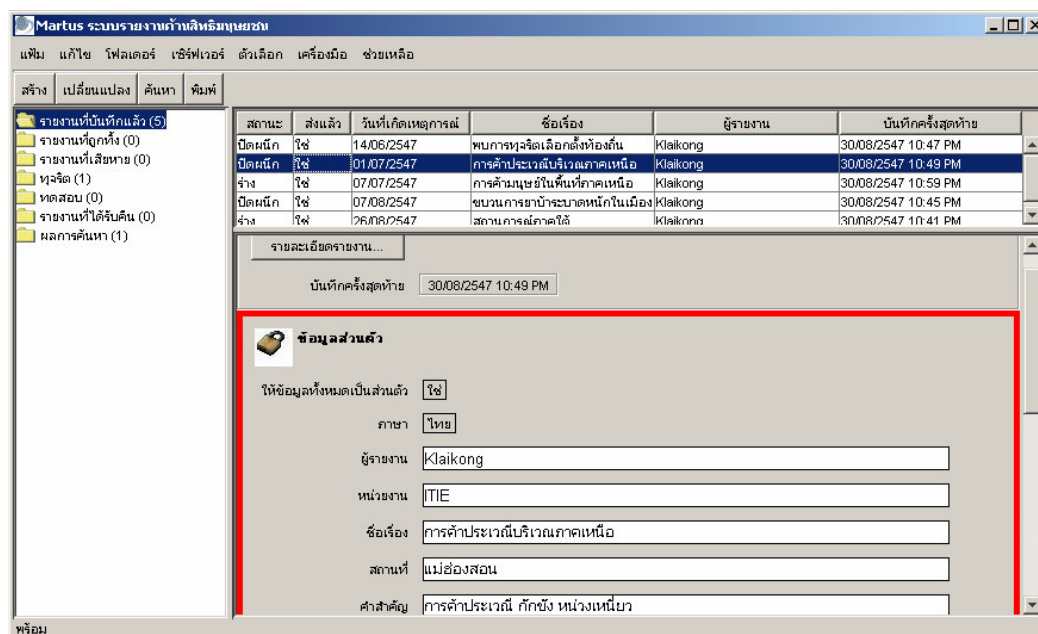 Martus ระบบรายงานด้านสิทธิมนุษยชน
แฟ้ม แก้ไข โฟลเดอร์ เซิร์ฟเวอร์ ตัวเลือก เครื่องมือ ช่วยเหลือ
สร้าง เปลี่ยนแปลง ค้นหา พิมพ์
รายงานที่บันทึกแล้ว (5)
รายงานที่ถูกทิ้ง (0)
รายงานที่เสียหาย (0)
ทุจริต (1)
ทดสอบ (0)
รายงานที่ได้รับคืน (0)
ผลการค้นหา (1)
สถานะ ส่งแล้ว วันที่เกิดเหตุการณ์ ชื่อเรื่อง ผู้รายงาน บันทึกครั้งสุดท้าย
ปิดผนึก ใช่ 14/06/2547 พบการทุจริตเลือกตั้งท้องถิ่น Klaikong 30/08/2547 10:47 PM
ปิดผนึก ใช่ 01/07/2547 การค้าประเวณีบริเวณภาคเหนือ Klaikong 30/08/2547 10:49 PM
ร่าง ใช่ 07/07/2547 การค้ามนุษย์ในพื้นที่ภาคเหนือ Klaikong 30/08/2547 10:59 PM
ปิดผนึก ใช่ 07/08/2547 ขบวนการยาบ้าระบาดหนักในเมือง Klaikong 30/08/2547 10:45 PM
ร่าง ใช่ 26/08/2547 สถานการณ์ภาคใต้ Klaikong 30/08/2547 10:41 PM
รายละเอียดรายงาน...
บันทึกครั้งสุดท้าย 30/08/2547 10:49 PM
ข้อมูลส่วนตัว
ให้ข้อมูลทั้งหมดเป็นส่วนตัว ใช่
ภาษา ไทย
ผู้รายงาน Klaikong
หน่วยงาน ITIE
ชื่อเรื่อง การค้าประเวณีบริเวณภาคเหนือ
สถานที่ แม่ฮ่องสอน
คำสำคัญ การค้าประเวณี กักขัง หน่วงเหนี่ยว
พร้อม